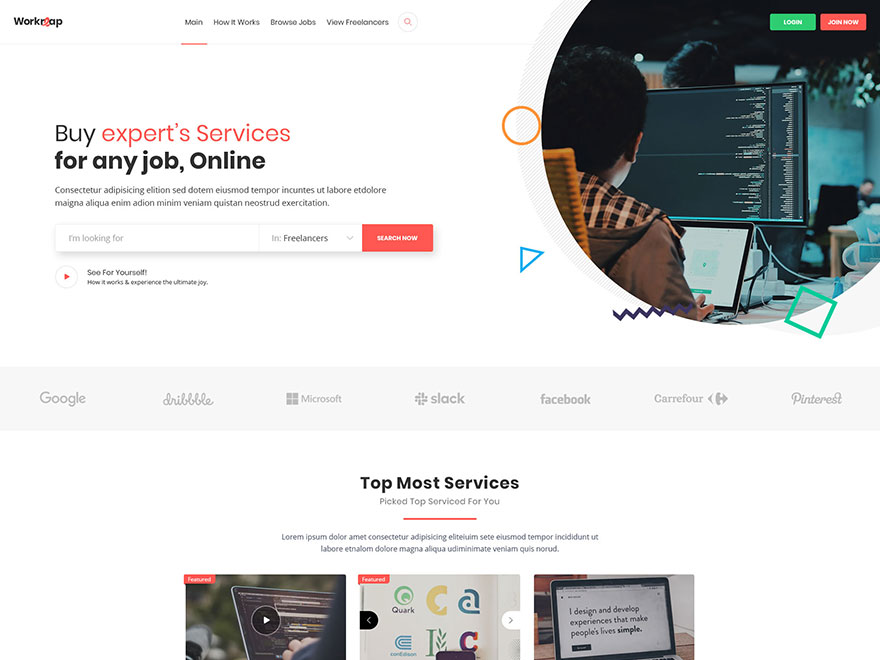 Workreap
Main How It Works Browse Jobs View Freelancers
LOGIN JOIN NOW
Buy expert's Services
for any job, Online
Consectetur adipisicing elition sed dotem eiusmod tempor incuntes ut labore etdolore
magna aliqua enim adion minim veniam quistan neostrud exercitation.
I'm looking for In: Freelancers SEARCH NOW
See For Yourself!
How it works & experience the ultimate joy.
Google dribbble Microsoft slack facebook Carrefour Pinterest
Top Most Services
Picked Top Serviced For You
Lorem ipsum dolor amet consectetur adipisicing eliteiuim sete eiusmod tempor incididunt ut
labore etnalom dolore magna aliqua udiminimate veniam quis norud.
Featured
Featured
Quark
conEdison
I design and develop
experiences that make
people's lives simple.